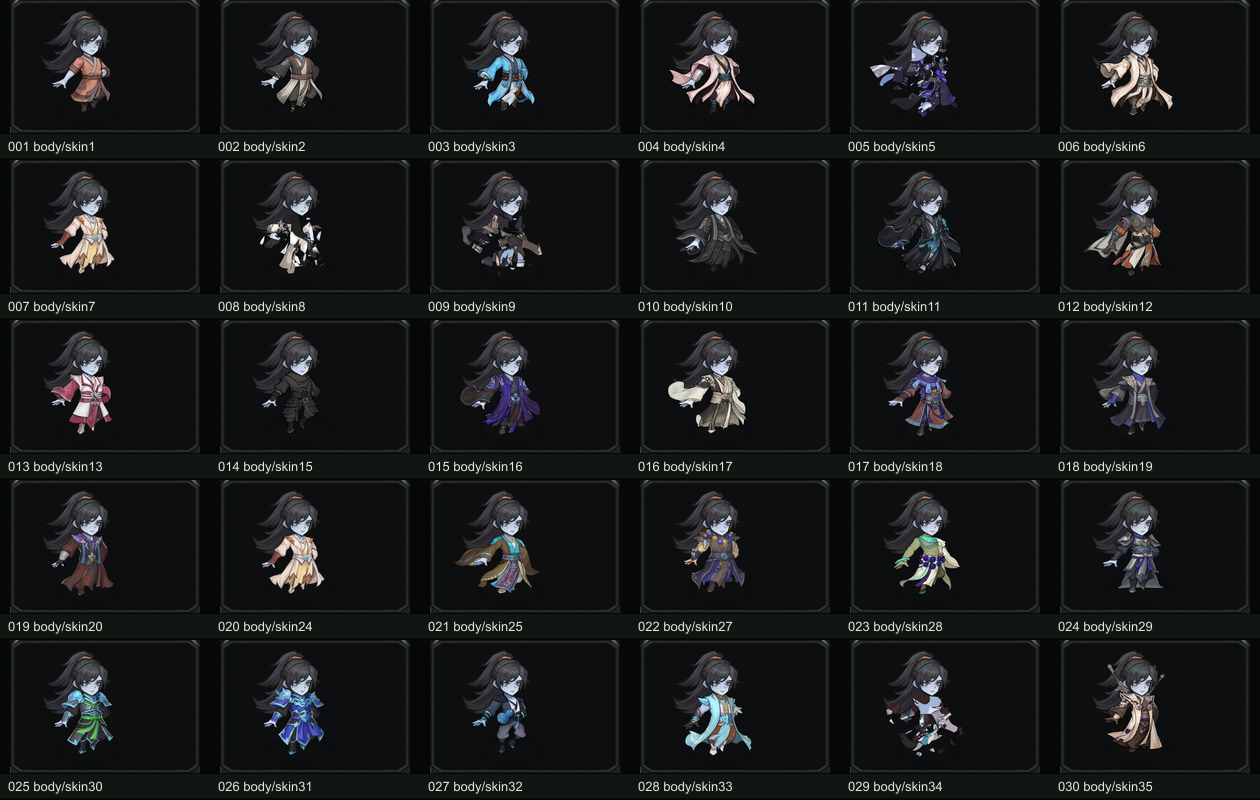 001 body/skin1
002 body/skin2
003 body/skin3
004 body/skin4
005 body/skin5
006 body/skin6
007 body/skin7
008 body/skin8
009 body/skin9
010 body/skin10
011 body/skin11
012 body/skin12
013 body/skin13
014 body/skin15
015 body/skin16
016 body/skin17
017 body/skin18
018 body/skin19
019 body/skin20
020 body/skin24
021 body/skin25
022 body/skin27
023 body/skin28
024 body/skin29
025 body/skin30
026 body/skin31
027 body/skin32
028 body/skin33
029 body/skin34
030 body/skin35